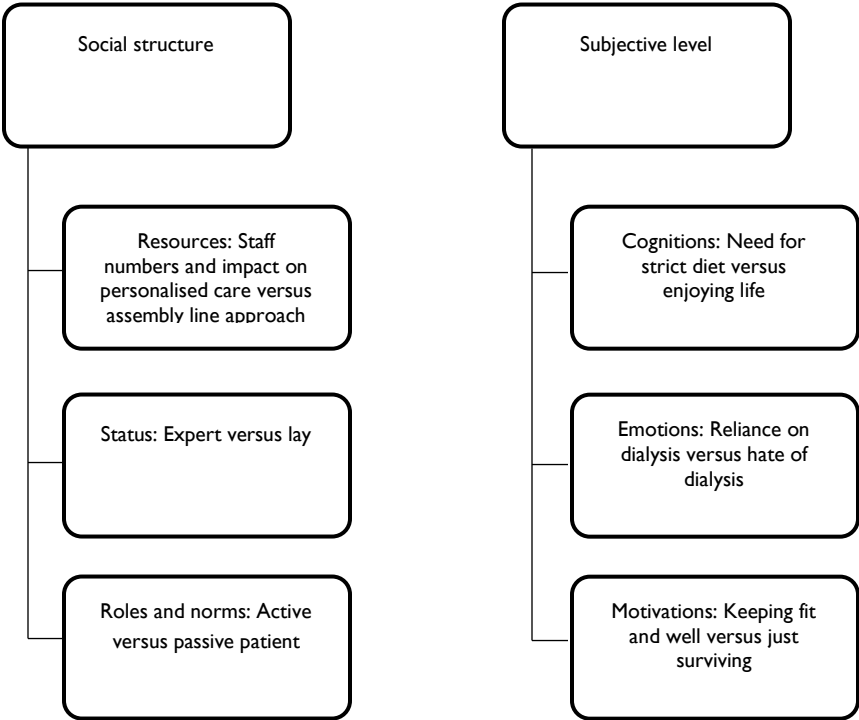 Social structure
Resources: Staff
numbers and impact on
personalised care versus
assembly line approach
Status: Expert versus lay
Roles and norms: Active
versus passive patient
Subjective level
Cognitions: Need for
strict diet versus
enjoying life
Emotions: Reliance on
dialysis versus hate of
dialysis
Motivations: Keeping fit
and well versus just
surviving